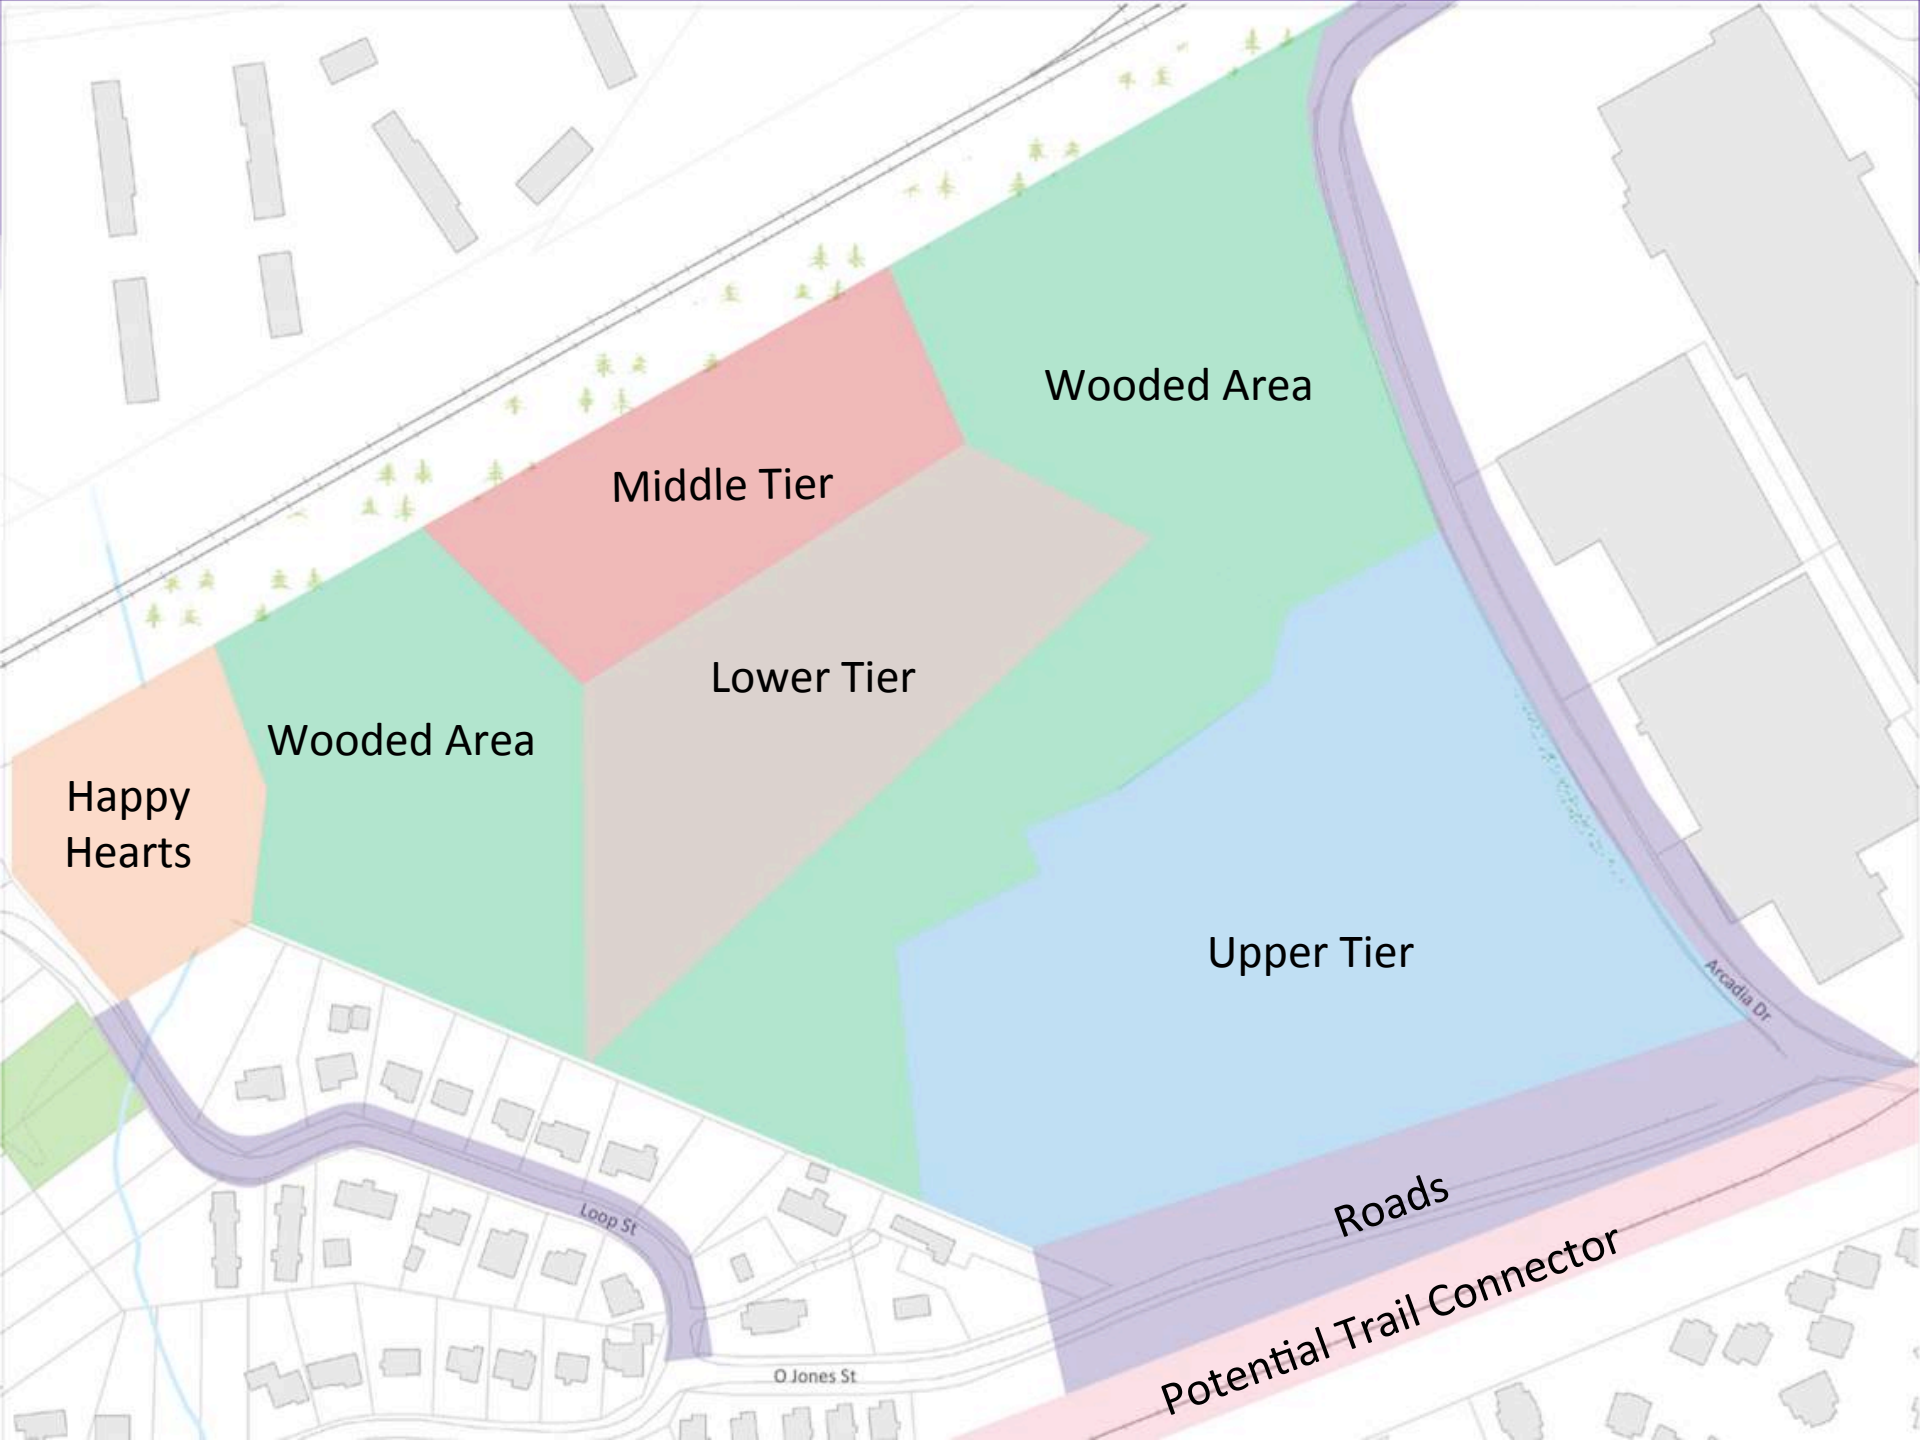 Wooded Area
Middle Tier
Lower Tier
Wooded Area
Happy
Hearts
Upper Tier
Arcadia Dr
Roads
Loop St
Potential Trail Connector
O Jones St